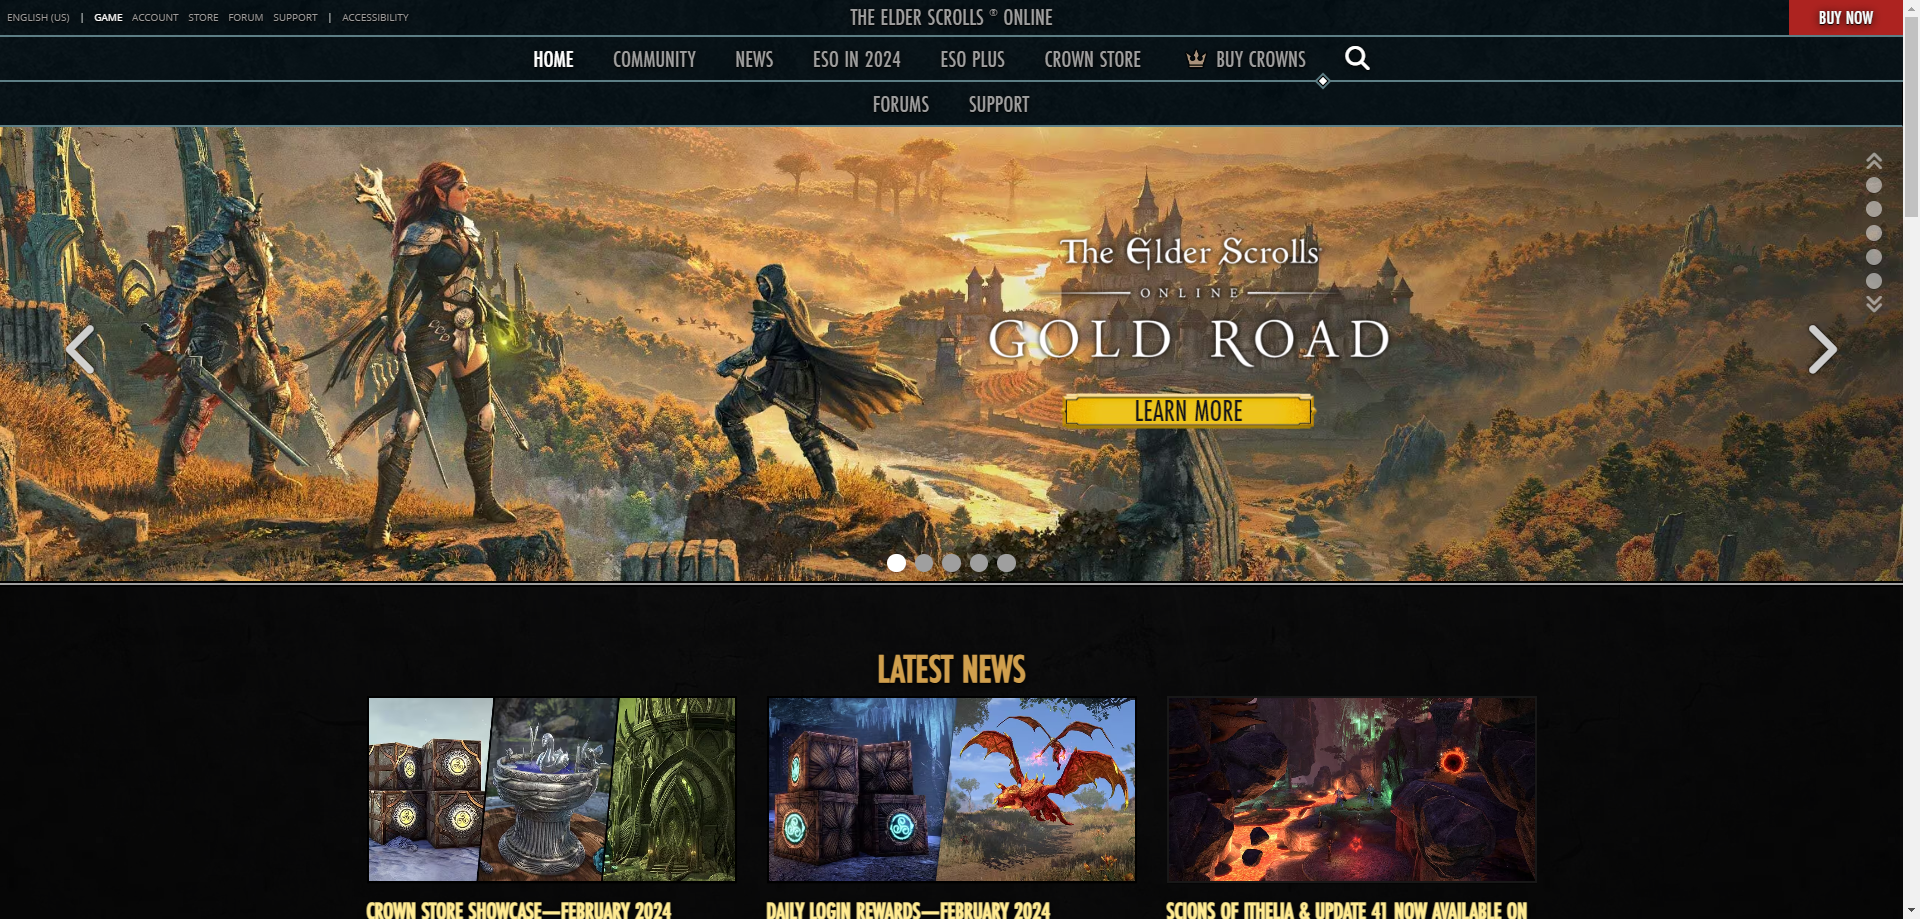 ENGLISH (US) | GAME ACCOUNT STORE FORUM SUPPORT | ACCESSIBILITY
THE ELDER SCROLLS ® ONLINE
BUY NOW
HOME COMMUNITY NEWS ESO IN 2024 ESO PLUS CROWN STORE BUY CROWNS
FORUMS SUPPORT
The Elder Scrolls
ONLINE
GOLD ROAD
LEARN MORE
LATEST NEWS
CROWN STORE SHOWCASE—FEBRUARY 2024
DAILY LOGIN REWARDS—FEBRUARY 2024
SCIONS OF ITHELIA & UPDATE 41 NOW AVAILABLE ON